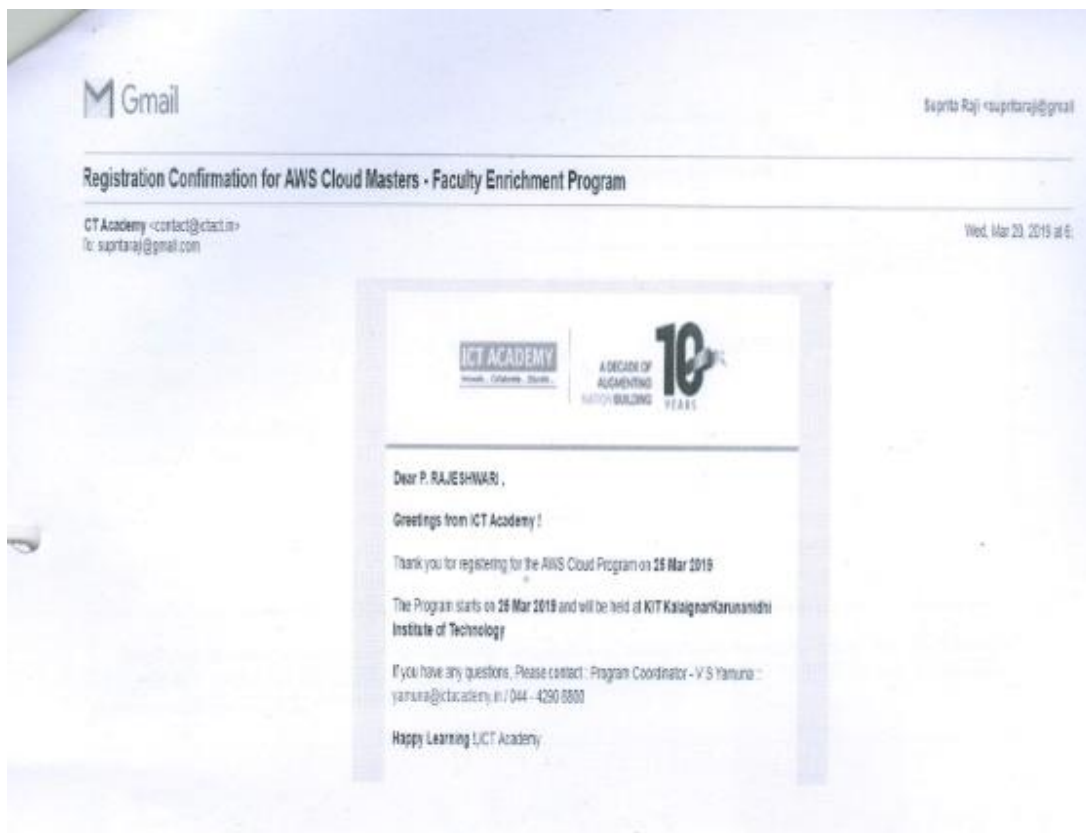 Gmail
Suprita Raji <supritaraj@gmail
Registration Confirmation for AWS Cloud Masters - Faculty Enrichment Program
CT Academy <contact@ctact.in>
To: supritaraj@gmail.com
Wed, Mar 20, 2019 at 6:
ICT ACADEMY
A DECADE OF
AUGMENTING
NATION BUILDING
10
YEARS
Dear P. RAJESHWARI ,
Greetings from ICT Academy !
Thank you for registering for the AWS Cloud Program on 25 Mar 2019
The Program starts on 25 Mar 2019 and will be held at KIT KalaignarKarunanidhi
Institute of Technology
If you have any questions, Please contact : Program Coordinator - V S Yamuna ::
yamuna@ictacademy.in / 044 - 4290 6800
Happy Learning !,ICT Academy